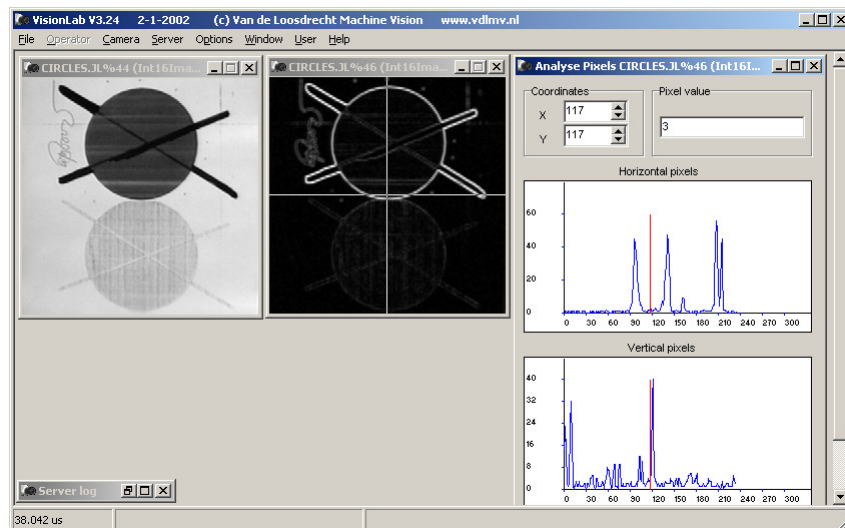 VisionLab V3.24 2-1-2002 (c) Van de Loosdrecht Machine Vision www.vdlmv.nl
File Operator Camera Server Options Window User Help
CIRCLES.JL%44 (Int16Ima...
CIRCLES.JL%46 (Int16Ima...
Analyse Pixels CIRCLES.JL%46 (Int16I...
Coordinates
X 117
Y 117
Pixel value
3
Horizontal pixels
60
40
20
0
0 30 60 90 120 150 180 210 240 270 300
Vertical pixels
40
32
24
16
8
0
0 30 60 90 120 150 180 210 240 270 300
Server log
38.042 us